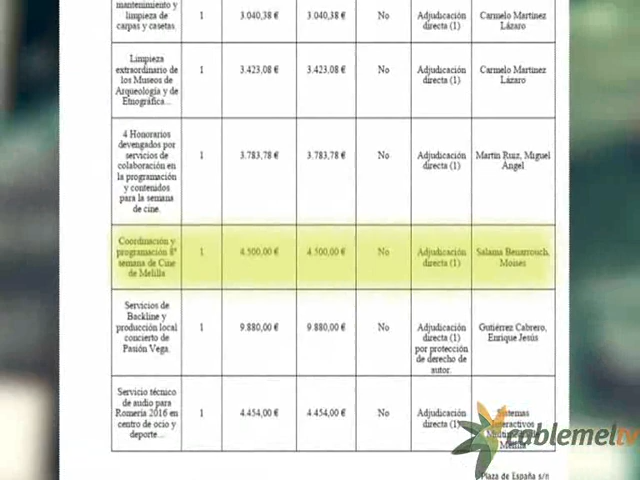 mantenimiento y
limpieza de
carpas y casetas.
1
3.040,38 €
3.040,38 €
No
Adjudicación
directa (1)
Carmelo Martínez
Lázaro
Limpieza
extraordinario de
los Museos de
Arqueología y de
Etnográfica...
1
3.423,08 €
3.423,08 €
No
Adjudicación
directa (1)
Carmelo Martínez
Lázaro
4 Honorarios
devengados por
servicios de
colaboración en
la programación
y contenidos
para la semana
de cine.
1
3.783,78 €
3.783,78 €
No
Adjudicación
directa (1)
Martín Ruiz, Miguel
Ángel
Coordinación y
programación 8ª
semana de Cine
de Melilla
1
4.500,00 €
4.500,00 €
No
Adjudicación
directa (1)
Salama Benarroch,
Moises
Servicios de
Backline y
producción local
concierto de
Pasión Vega.
1
9.880,00 €
9.880,00 €
No
Adjudicación
directa (1)
por protección
de derecho de
autor.
Gutiérrez Cabrero,
Enrique Jesús
Servicio técnico
de audio para
Romería 2016 en
centro de ocio y
deporte...
1
4.454,00 €
4.454,00 €
No
Adjudicación
directa (1)
Sistemas
Interactivos
Multimedia de
Melilla
cablemeltv
Plaza de España s/n